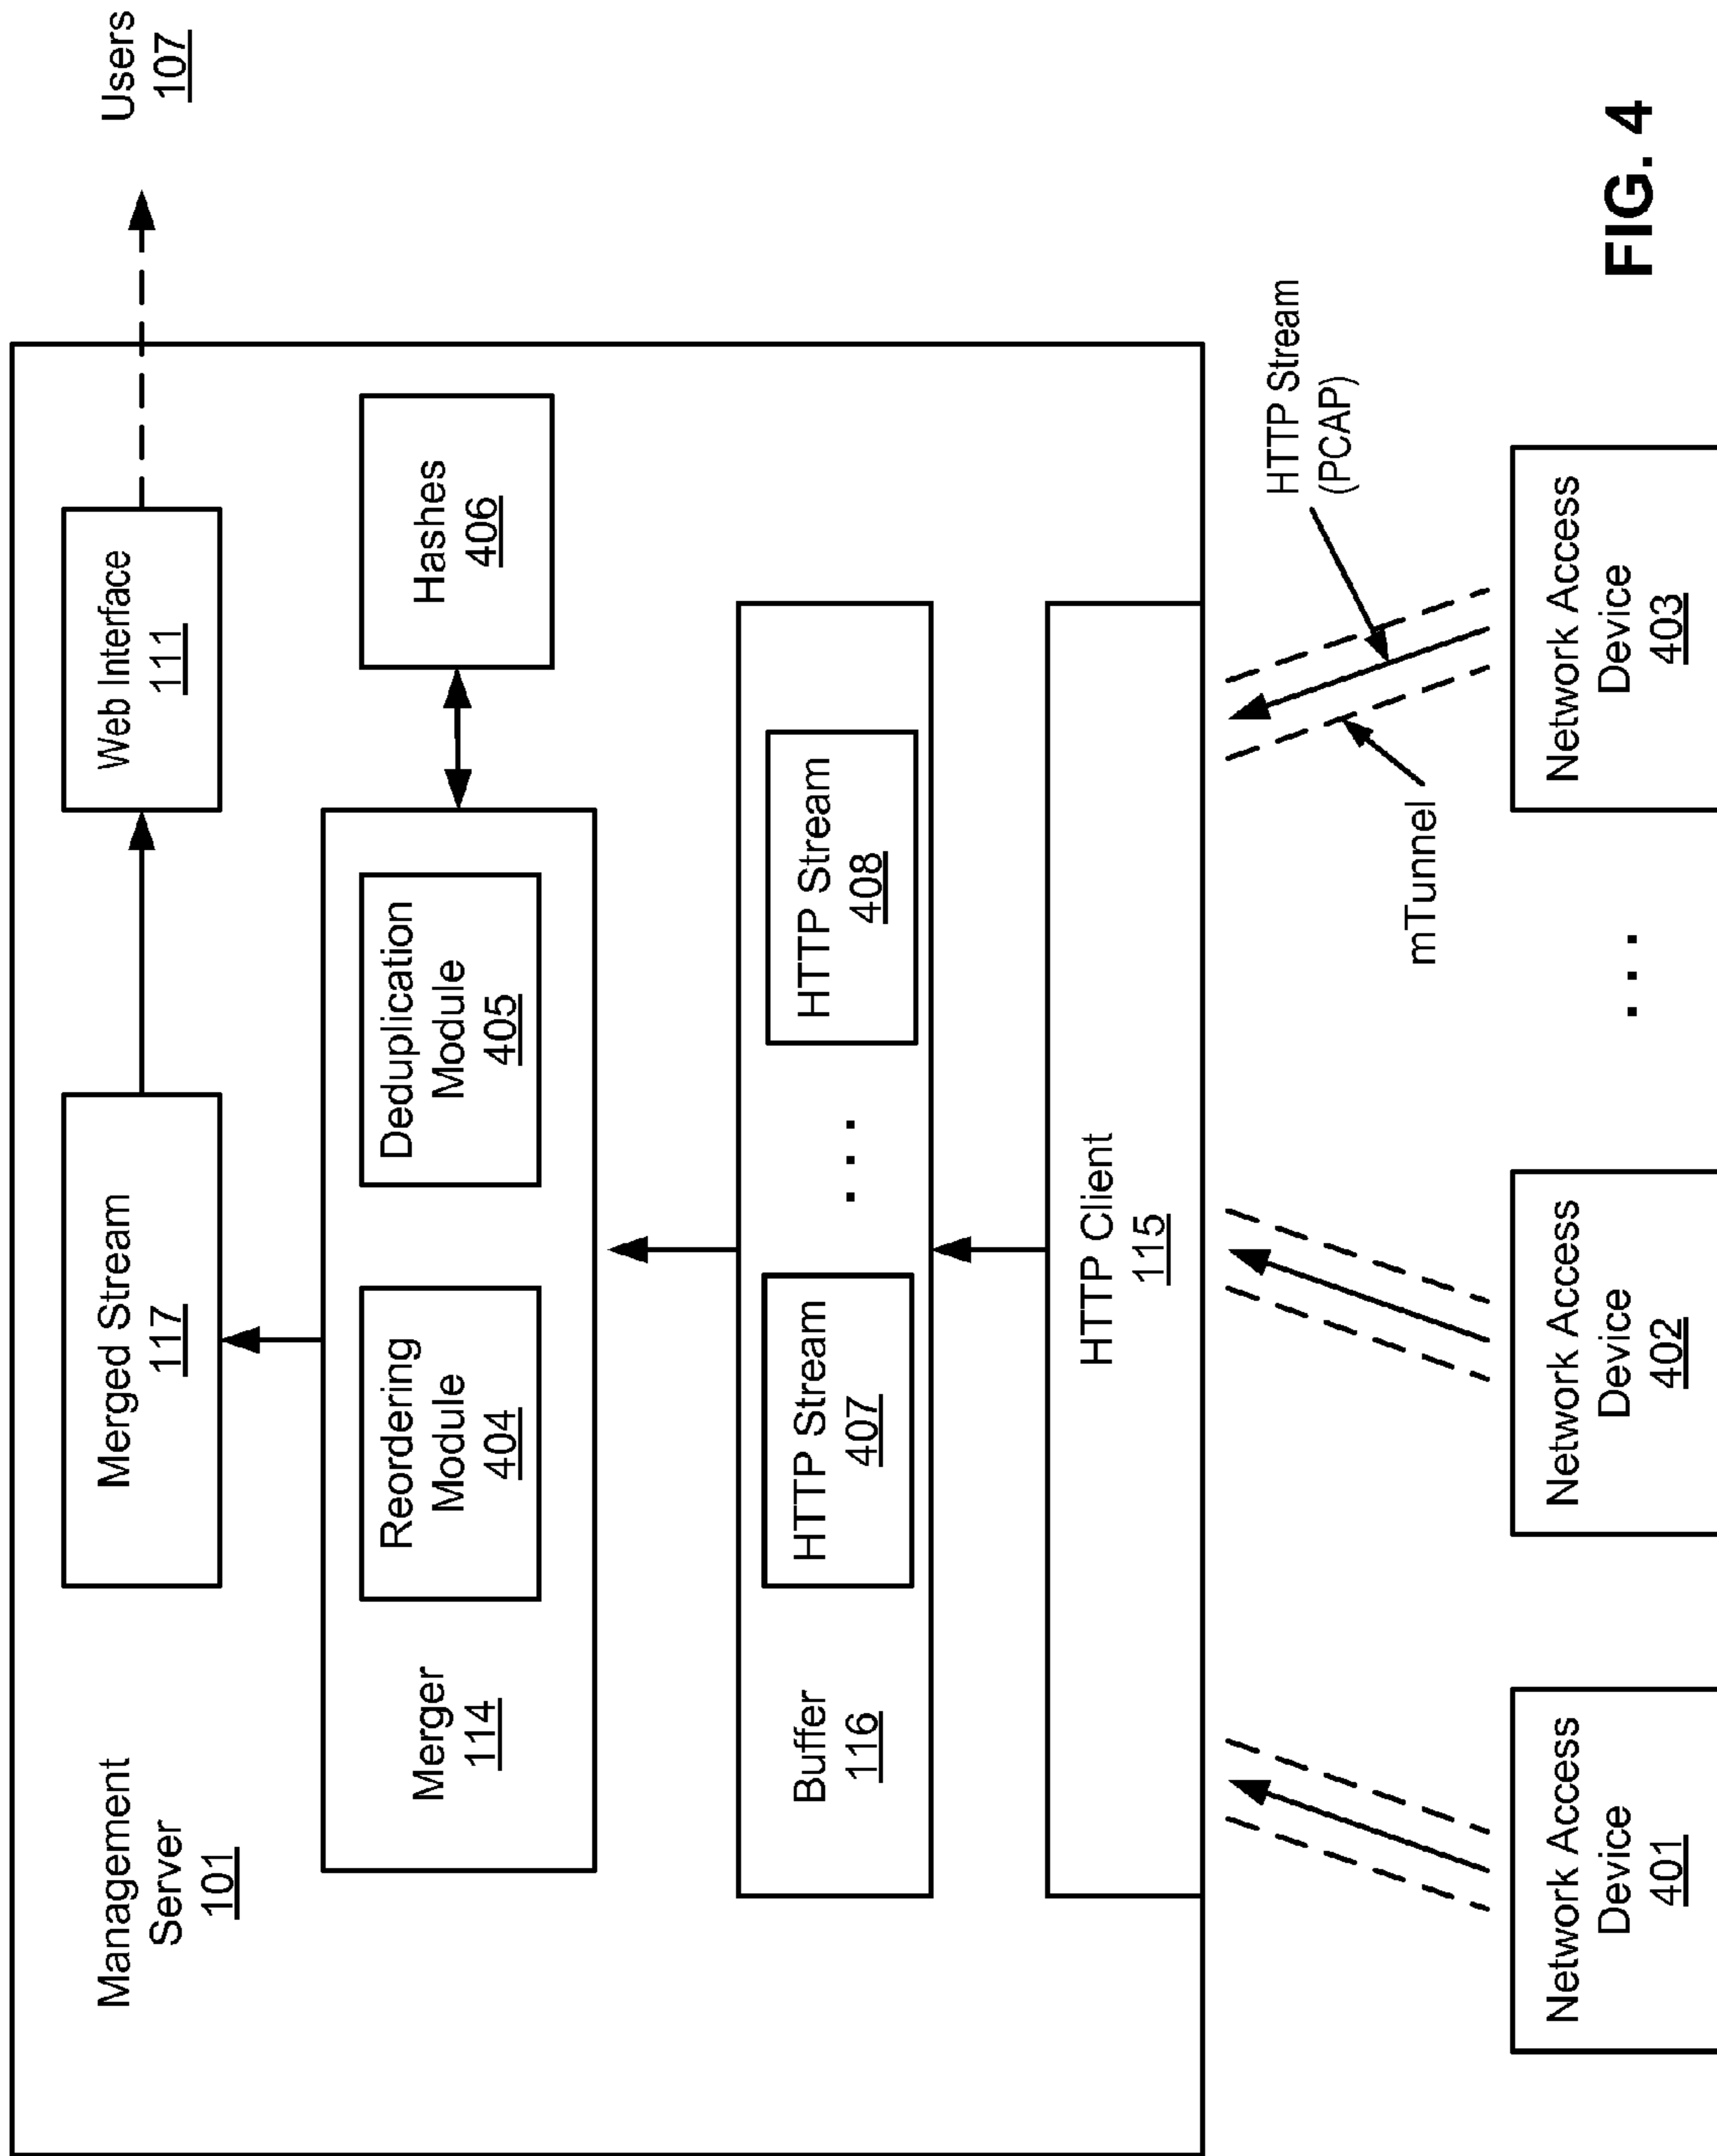 Management
Server
101
Merged Stream
117
Web Interface
111
Users
107
Merger
114
Reordering
Module
404
Deduplication
Module
405
Hashes
406
Buffer
116
HTTP Stream
407
. . .
HTTP Stream
408
HTTP Client
115
mTunnel
HTTP Stream
(PCAP)
Network Access
Device
401
Network Access
Device
402
. . .
Network Access
Device
403
FIG. 4